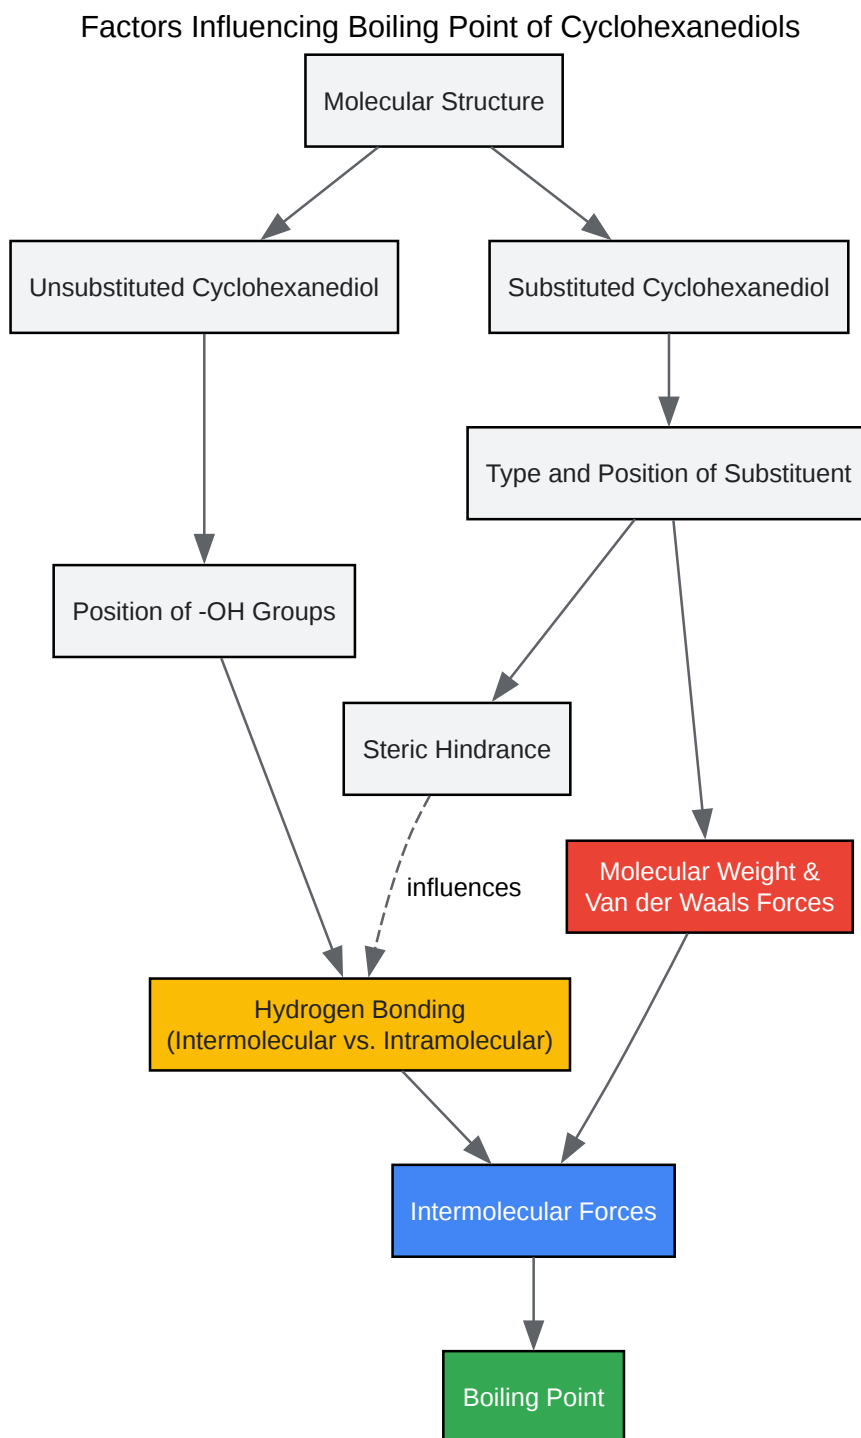 Factors Influencing Boiling Point of Cyclohexanediols
Molecular Structure
Unsubstituted Cyclohexanediol
Substituted Cyclohexanediol
Type and Position of Substituent
Position of -OH Groups
Steric Hindrance
influences
Molecular Weight &
Van der Waals Forces
Hydrogen Bonding
(Intermolecular vs. Intramolecular)
Intermolecular Forces
Boiling Point